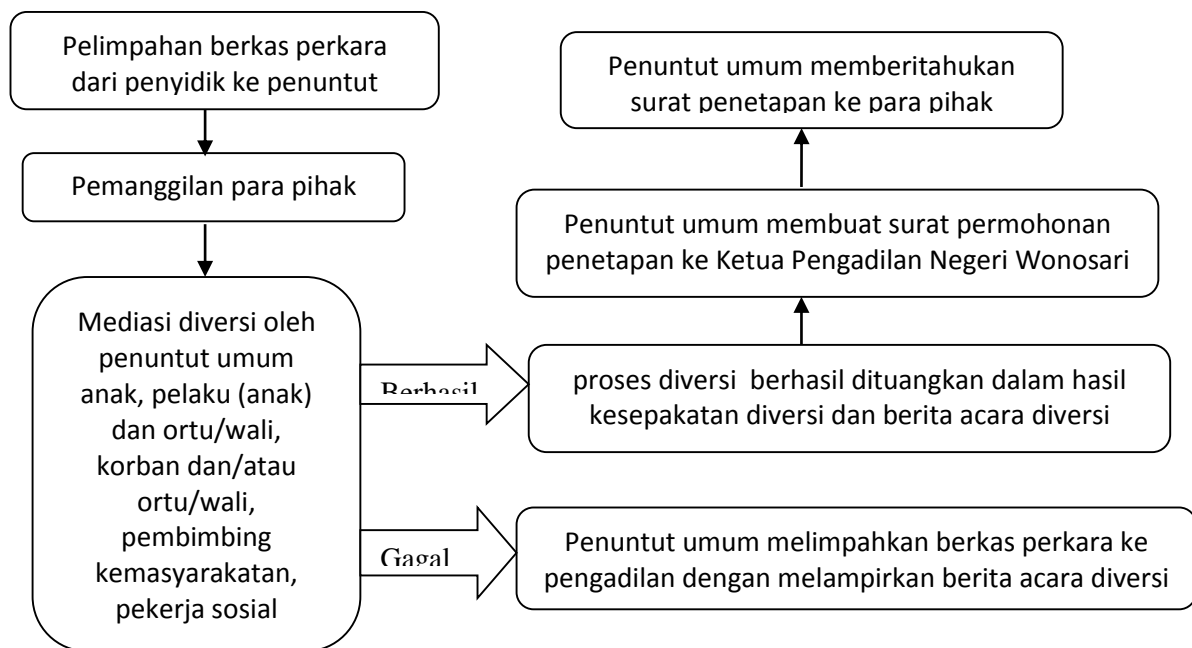 Pelimpahan berkas perkara
dari penyidik ke penuntut
Pemanggilan para pihak
Mediasi diversi oleh
penuntut umum
anak, pelaku (anak)
dan ortu/wali,
korban dan/atau
ortu/wali,
pembimbing
kemasyarakatan,
pekerja sosial
Berhasil
Gagal
Penuntut umum memberitahukan
surat penetapan ke para pihak
Penuntut umum membuat surat permohonan
penetapan ke Ketua Pengadilan Negeri Wonosari
proses diversi berhasil dituangkan dalam hasil
kesepakatan diversi dan berita acara diversi
Penuntut umum melimpahkan berkas perkara ke
pengadilan dengan melampirkan berita acara diversi